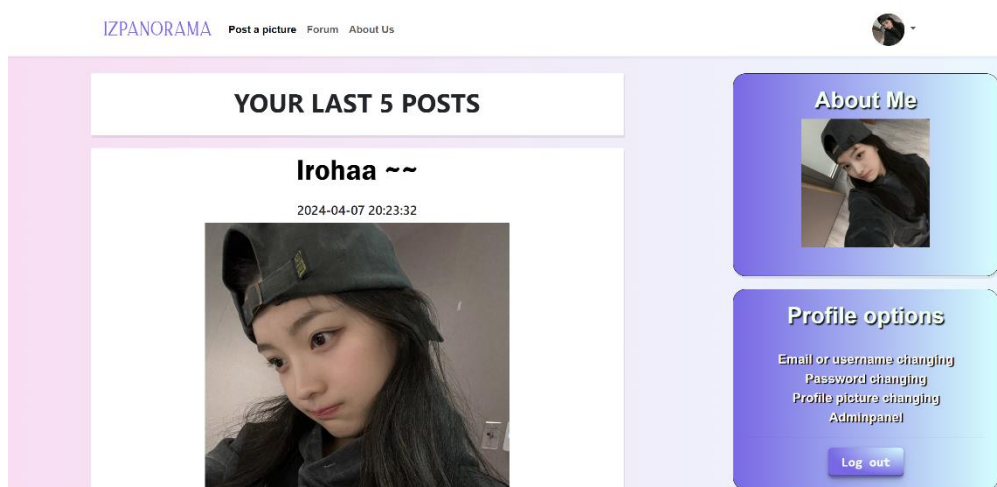 IZPANORAMA Post a picture Forum About Us
YOUR LAST 5 POSTS
Irohaa ~~
2024-04-07 20:23:32
About Me
Profile options
Email or username changing
Password changing
Profile picture changing
Adminpanel
Log out